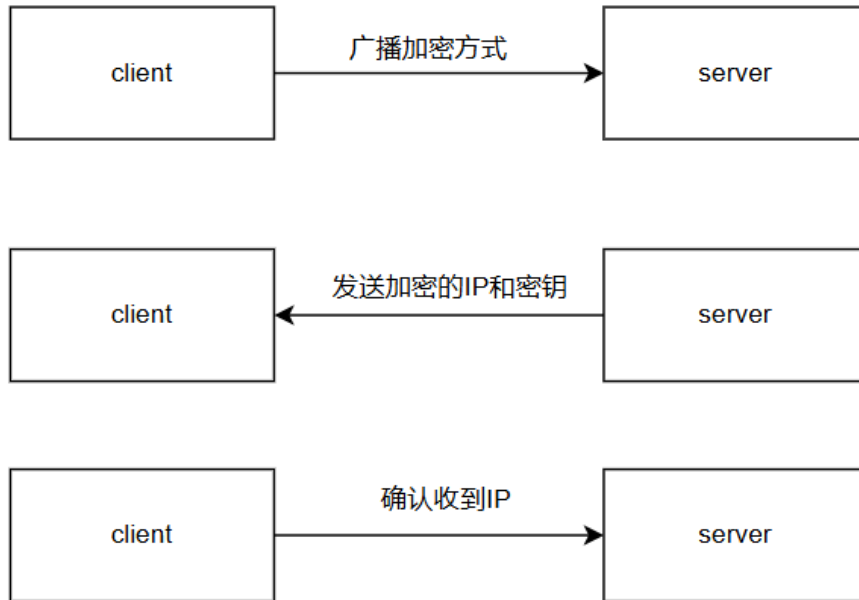 client
广播加密方式
server
client
发送加密的IP和密钥
server
client
确认收到IP
server